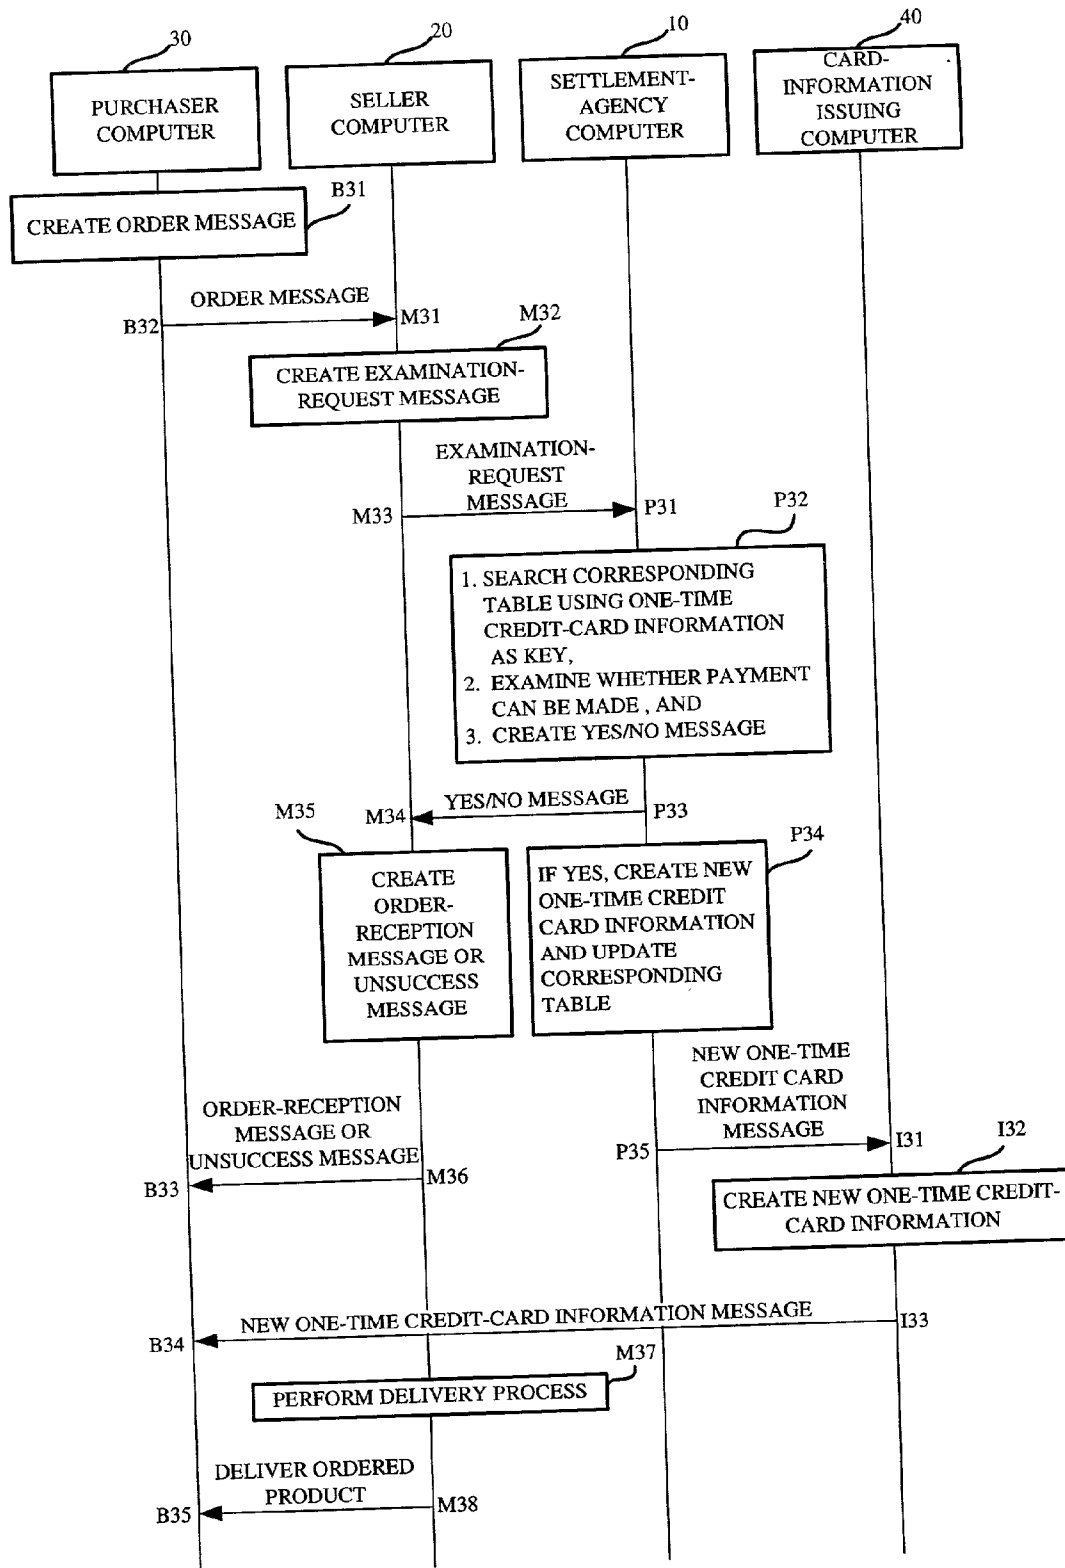 30
20
10
40
PURCHASER
COMPUTER
SELLER
COMPUTER
SETTLEMENT-
AGENCY
COMPUTER
CARD-
INFORMATION
ISSUING
COMPUTER
CREATE ORDER MESSAGE
B31
ORDER MESSAGE
B32
M31
M32
CREATE EXAMINATION-
REQUEST MESSAGE
EXAMINATION-
REQUEST
MESSAGE
M33
P31
P32
1. SEARCH CORRESPONDING
TABLE USING ONE-TIME
CREDIT-CARD INFORMATION
AS KEY,
2. EXAMINE WHETHER PAYMENT
CAN BE MADE , AND
3. CREATE YES/NO MESSAGE
YES/NO MESSAGE
M34
P33
M35
P34
CREATE
ORDER-
RECEPTION
MESSAGE OR
UNSUCCESS
MESSAGE
IF YES, CREATE NEW
ONE-TIME CREDIT
CARD INFORMATION
AND UPDATE
CORRESPONDING
TABLE
NEW ONE-TIME
CREDIT CARD
INFORMATION
MESSAGE
P35
I31
I32
ORDER-RECEPTION
MESSAGE OR
UNSUCCESS MESSAGE
B33
M36
CREATE NEW ONE-TIME CREDIT-
CARD INFORMATION
NEW ONE-TIME CREDIT-CARD INFORMATION MESSAGE
B34
I33
M37
PERFORM DELIVERY PROCESS
DELIVER ORDERED
PRODUCT
B35
M38